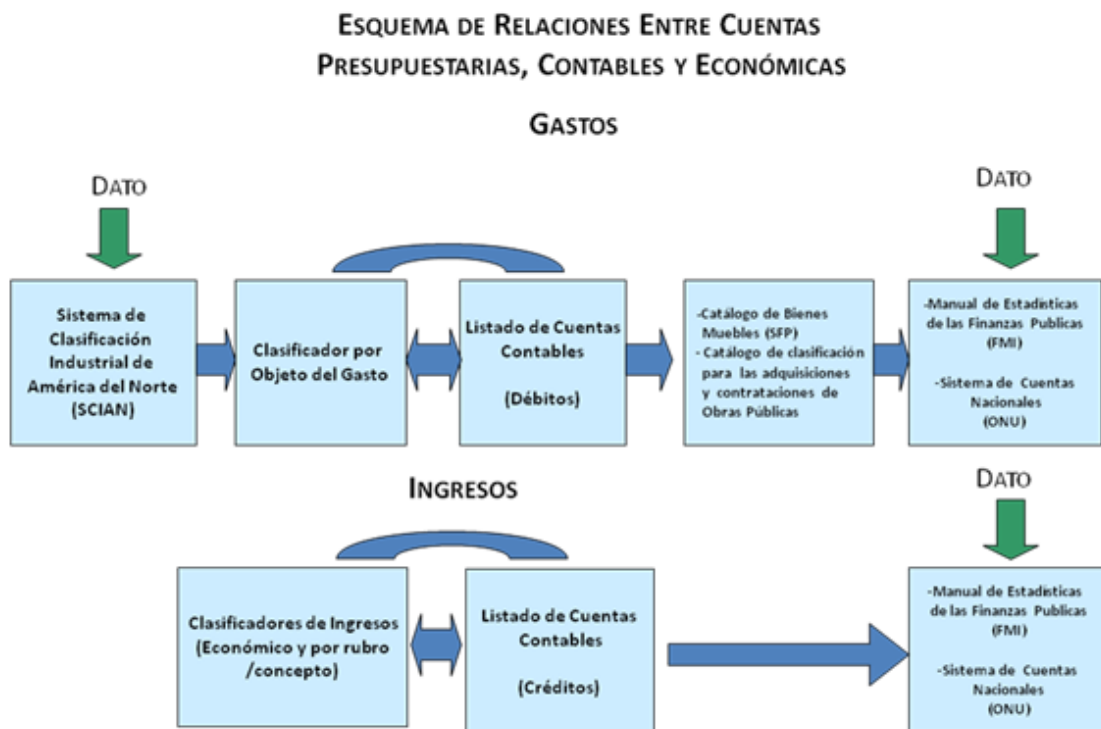 ESQUEMA DE RELACIONES ENTRE CUENTAS
PRESUPUESTARIAS, CONTABLES Y ECONÓMICAS
GASTOS
DATO
DATO
Sistema de
Clasificación
Industrial de
América del Norte
(SCIAN)
Clasificador por
Objeto del Gasto
Listado de Cuentas
Contables
(Débitos)
-Catálogo de Bienes
Muebles (SFP)
- Catálogo de clasificación
para las adquisiciones
y contrataciones de
Obras Públicas
-Manual de Estadísticas
de las Finanzas Publicas
(FMI)
-Sistema de Cuentas
Nacionales
(ONU)
INGRESOS
DATO
Clasificadores de Ingresos
(Económico y por rubro
/concepto)
Listado de Cuentas
Contables
(Créditos)
-Manual de Estadísticas
de las Finanzas Publicas
(FMI)
-Sistema de Cuentas
Nacionales
(ONU)